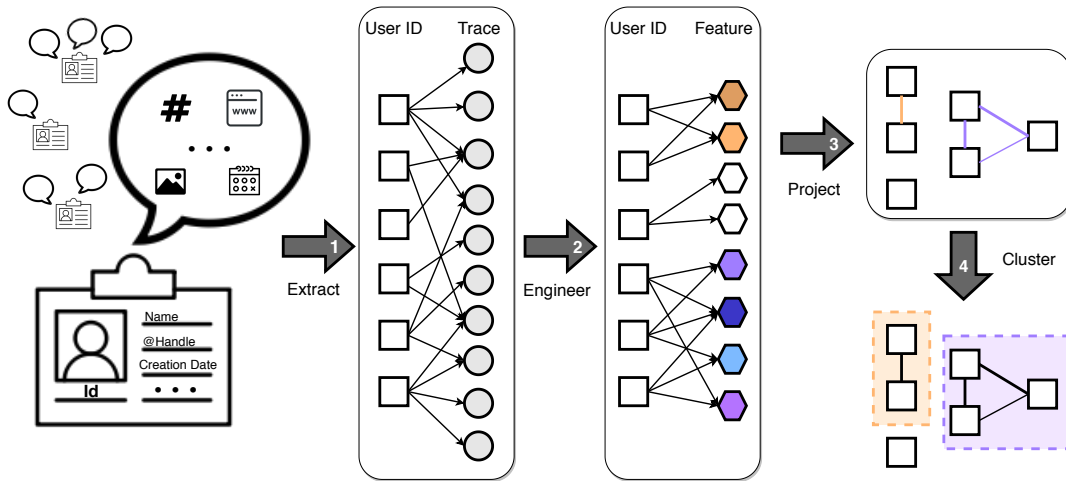 #
www
Name
@Handle
Creation Date
Id
1
Extract
User ID Trace
2
Engineer
User ID Feature
3
Project
4
Cluster